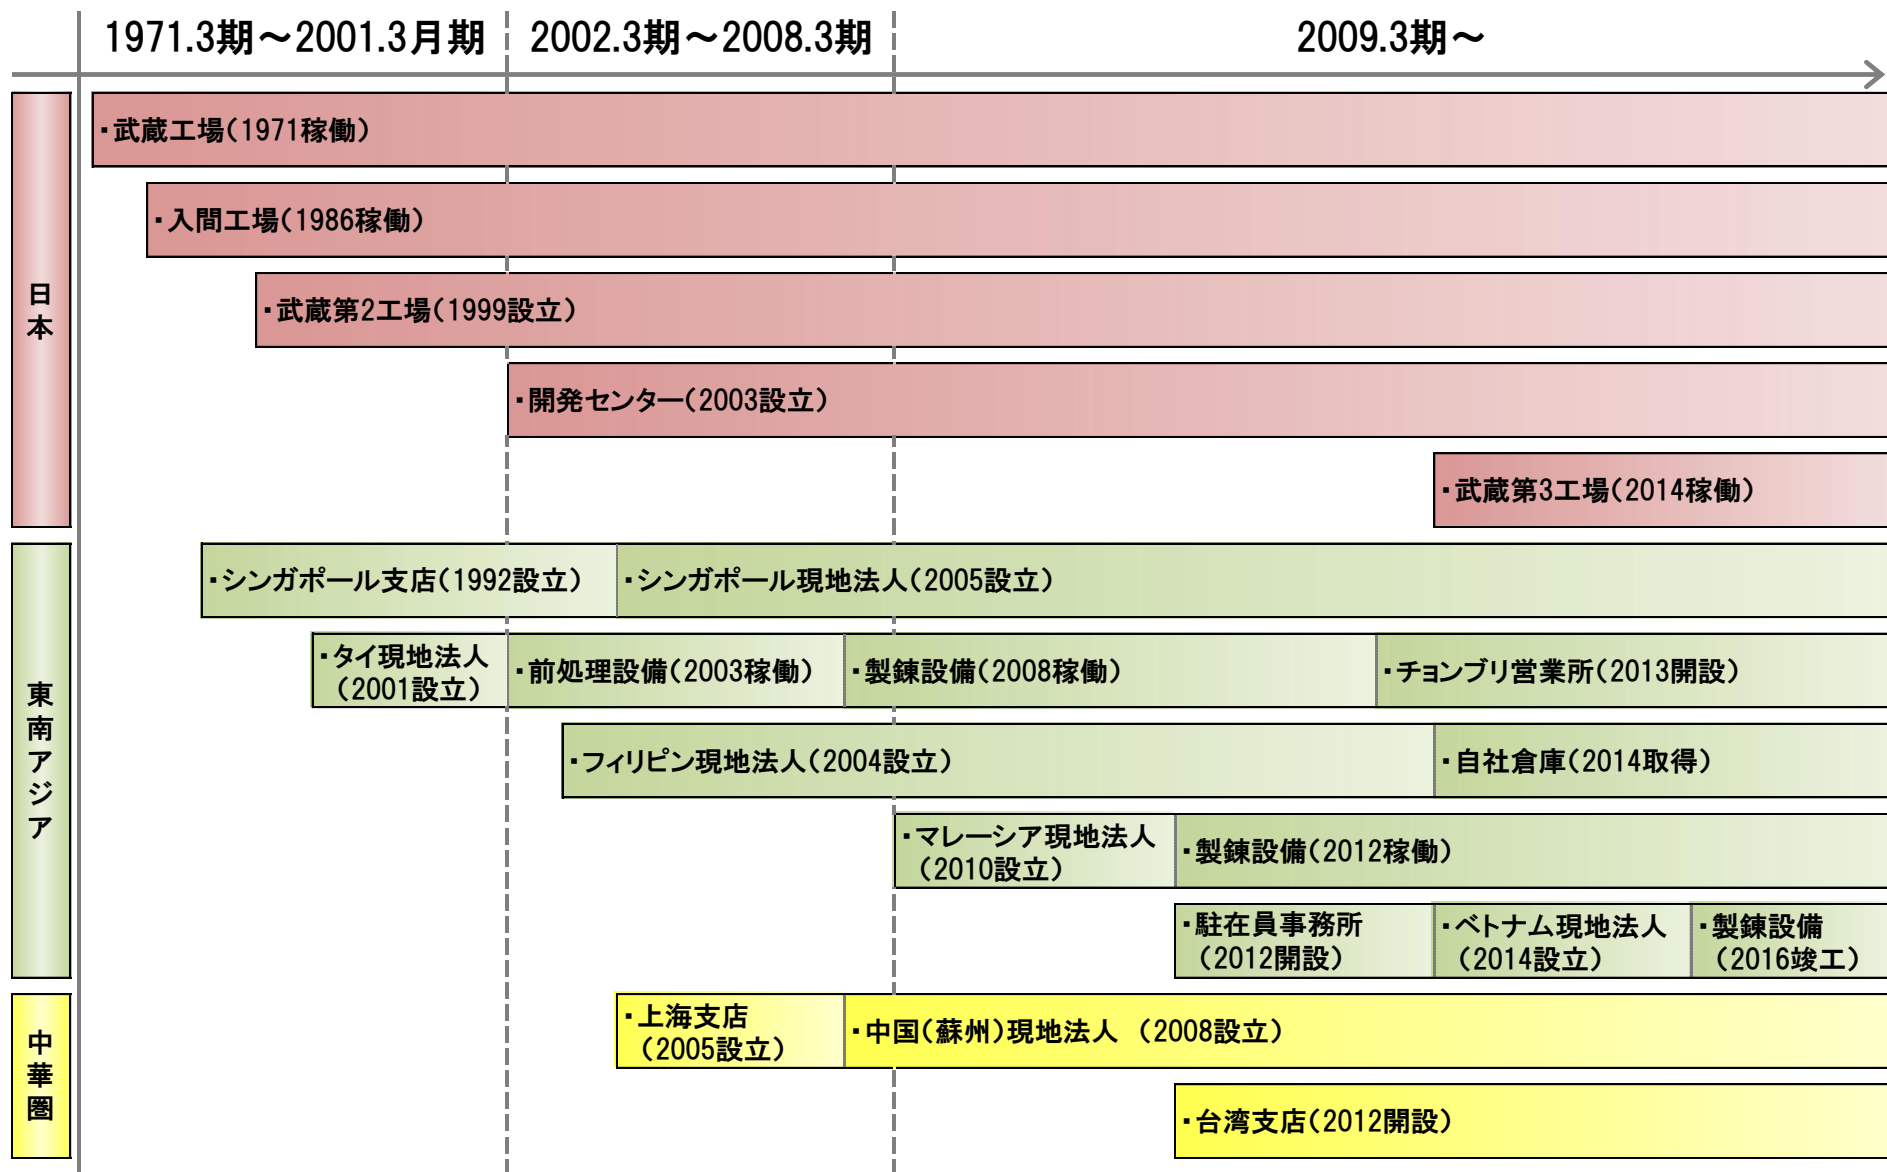 1971.3期～2001.3月期
2002.3期～2008.3期
2009.3期～
日本
・武蔵工場（1971稼働）
・入間工場（1986稼働）
・武蔵第2工場（1999設立）
・開発センター（2003設立）
・武蔵第3工場（2014稼働）
東南アジア
・シンガポール支店（1992設立）
・シンガポール現地法人（2005設立）
・タイ現地法人
（2001設立）
・前処理設備（2003稼働）
・製錬設備（2008稼働）
・チョンブリ営業所（2013開設）
・フィリピン現地法人（2004設立）
・自社倉庫（2014取得）
・マレーシア現地法人
（2010設立）
・製錬設備（2012稼働）
・駐在員事務所
（2012開設）
・ベトナム現地法人
（2014設立）
・製錬設備
（2016竣工）
中華圏
・上海支店
（2005設立）
・中国（蘇州）現地法人 （2008設立）
・台湾支店（2012開設）